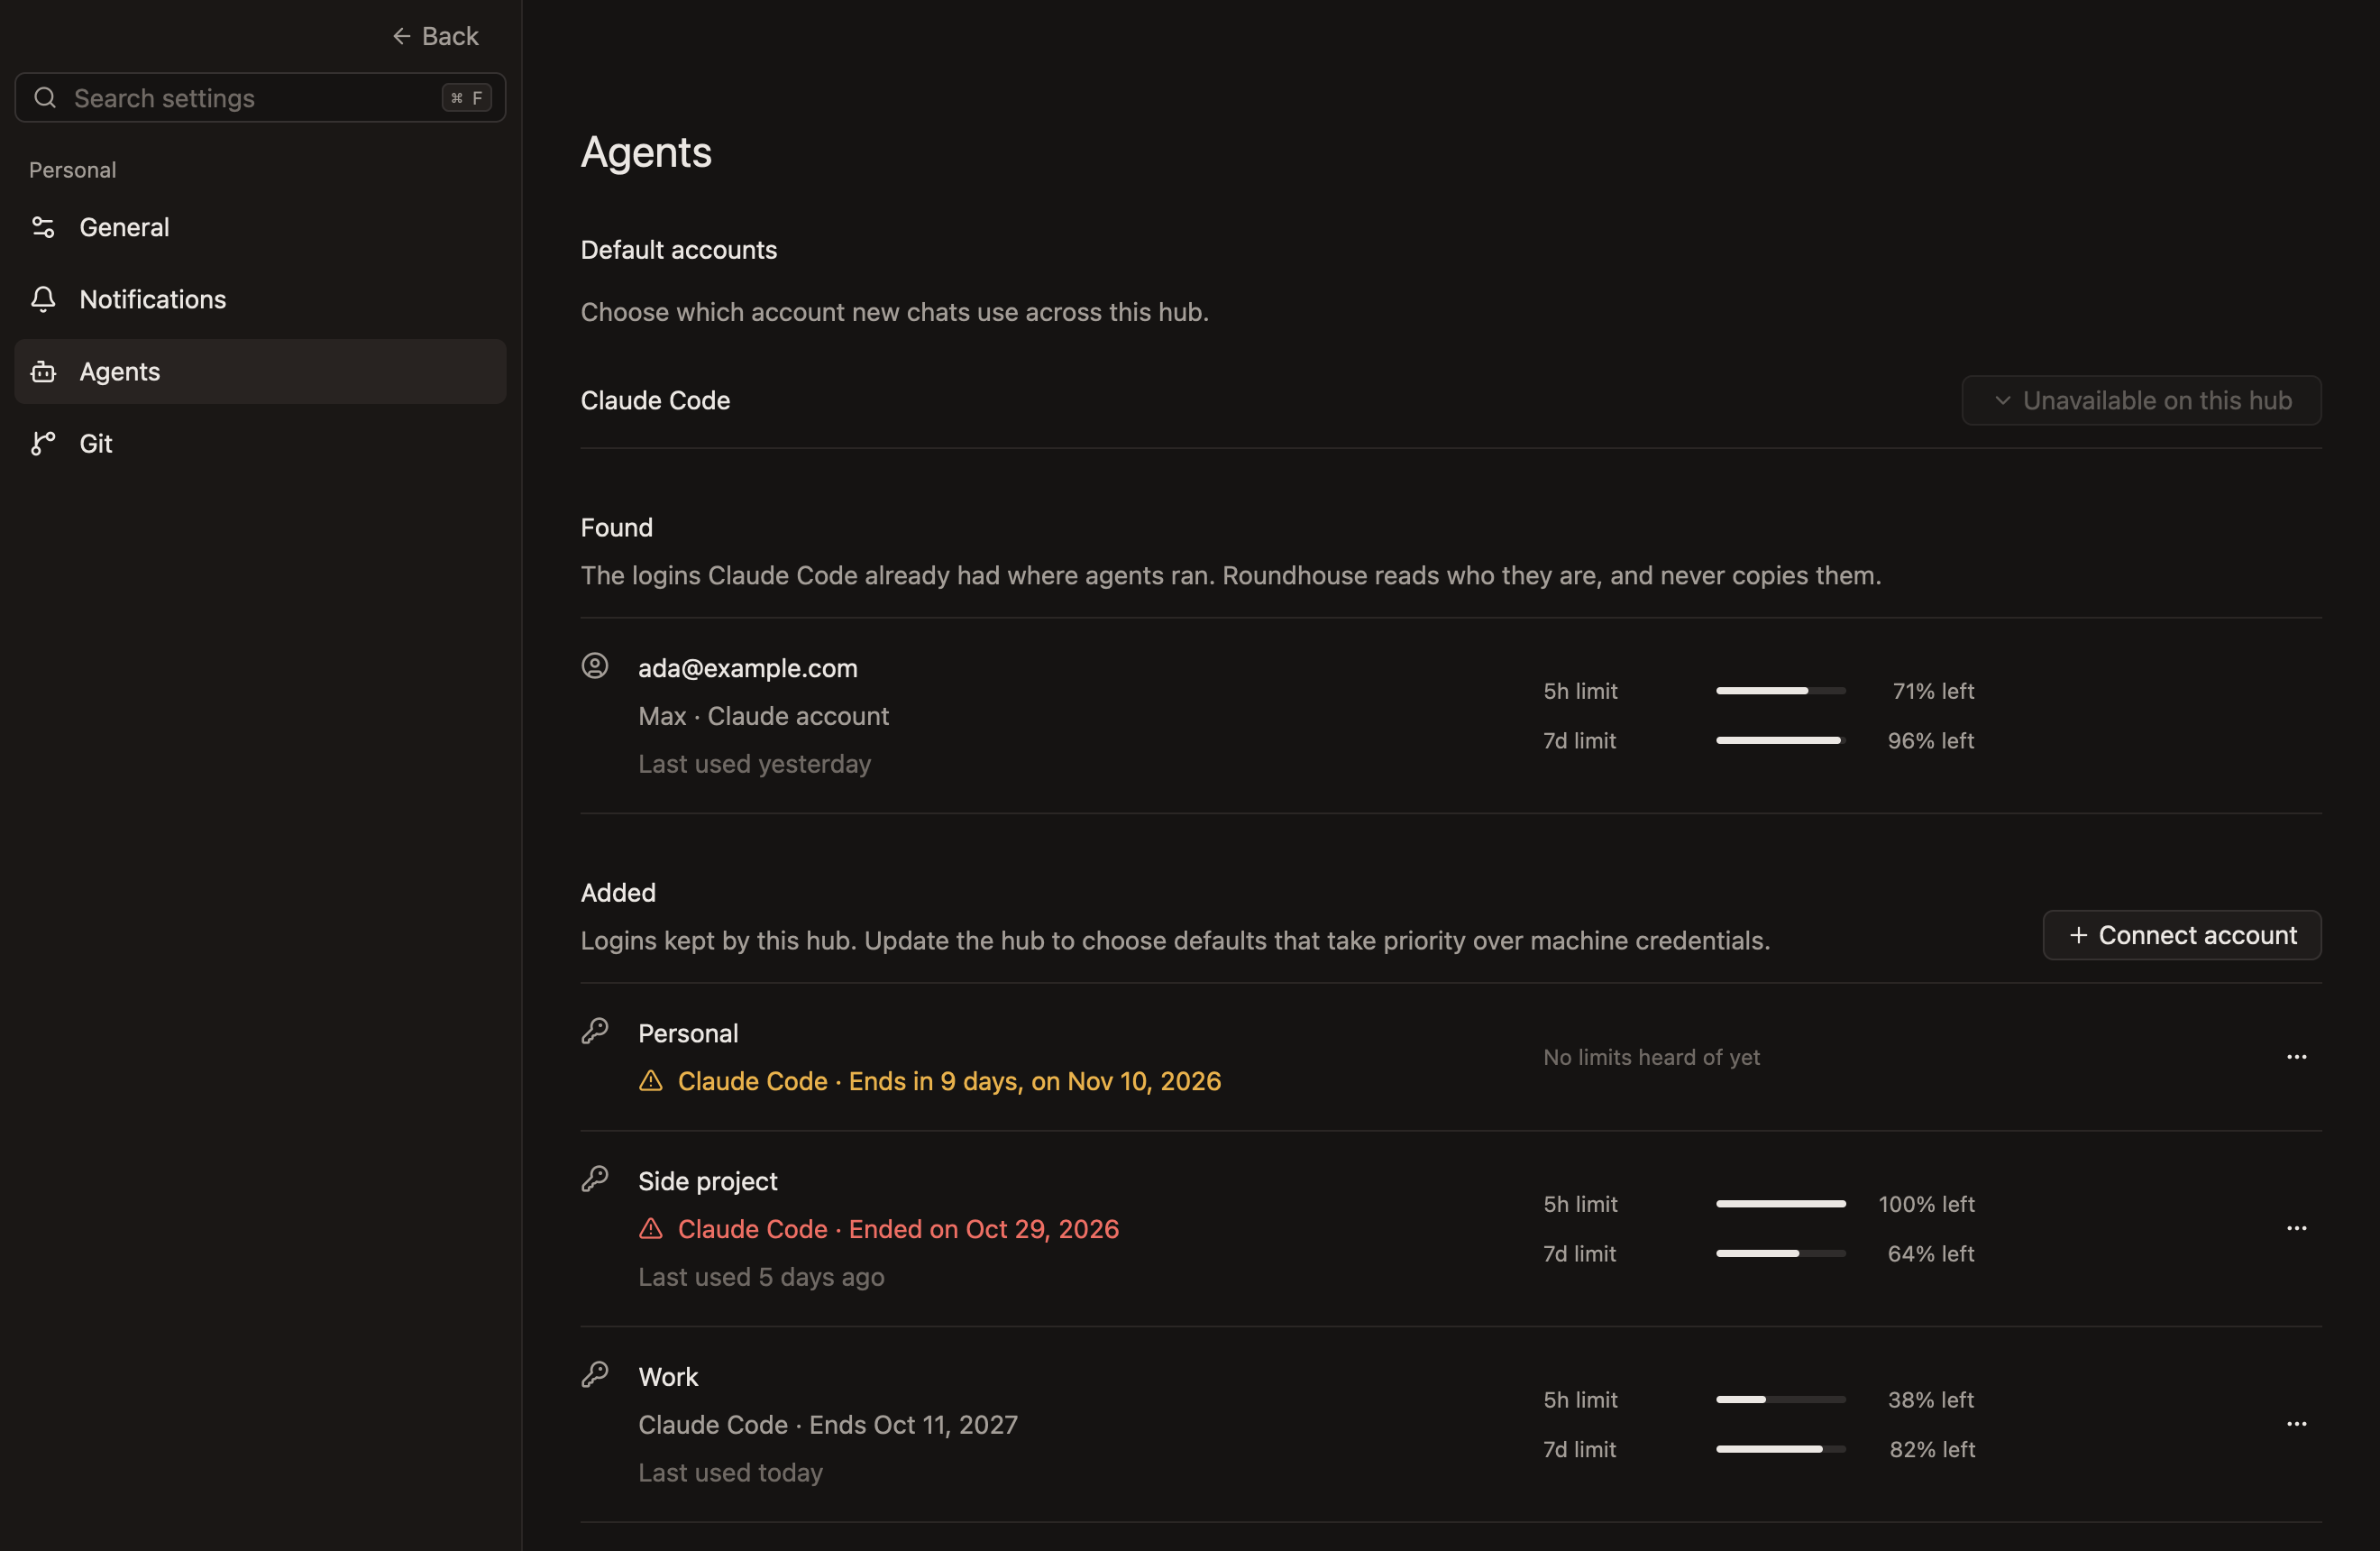 Back
Search settings
⌘ F
Personal
General
Notifications
Agents
Git
Agents
Default accounts
Choose which account new chats use across this hub.
Claude Code
Unavailable on this hub
Found
The logins Claude Code already had where agents ran. Roundhouse reads who they are, and never copies them.
ada@example.com
Max · Claude account
Last used yesterday
5h limit 71% left
7d limit 96% left
Added
Logins kept by this hub. Update the hub to choose defaults that take priority over machine credentials.
Connect account
Personal
Claude Code · Ends in 9 days, on Nov 10, 2026
No limits heard of yet
Side project
Claude Code · Ended on Oct 29, 2026
Last used 5 days ago
5h limit 100% left
7d limit 64% left
Work
Claude Code · Ends Oct 11, 2027
Last used today
5h limit 38% left
7d limit 82% left